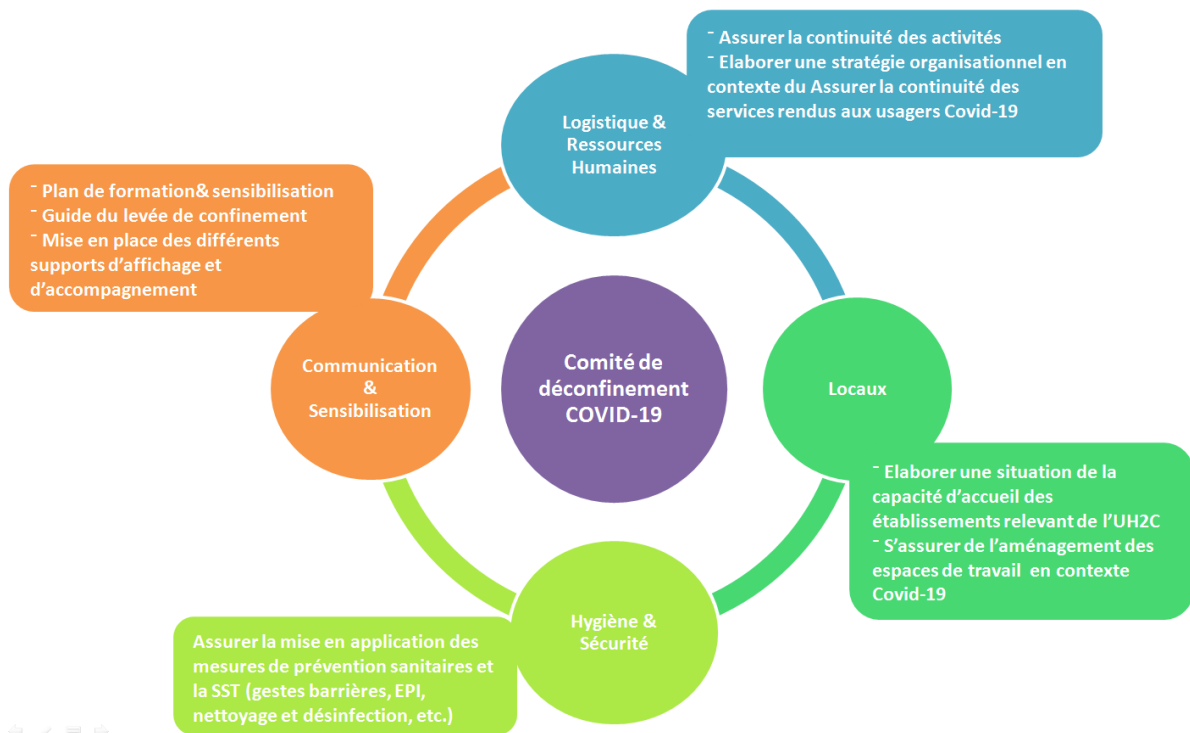 - Assurer la continuité des activités
- Elaborer une stratégie organisationnel en
contexte du Assurer la continuité des
services rendus aux usagers Covid-19
Logistique &
Ressources
Humaines
- Plan de formation& sensibilisation
- Guide du levée de confinement
- Mise en place des différents
supports d'affichage et
d'accompagnement
Communication
&
Sensibilisation
Comité de
déconfinement
COVID-19
Locaux
- Elaborer une situation de la
capacité d'accueil des
établissements relevant de l'UH2C
- S'assurer de l'aménagement des
espaces de travail en contexte
Covid-19
Hygiène &
Sécurité
Assurer la mise en application des
mesures de prévention sanitaires et
la SST (gestes barrières, EPI,
nettoyage et désinfection, etc.)